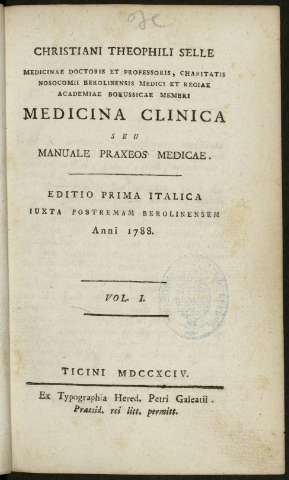 CHRISTIANI THEOPHILI SELLE
MEDICINAE DOCTORIS ET PROFESSORIS, CHARITATIS
NOSOCOMII BEROLINENSIS MEDICI ET REGIAE
ACADEMIAE BORUSSICAE MEMBRI
MEDICINA CLINICA
SEU
MANUALE PRAXEOS MEDICAE.
EDITIO PRIMA ITALICA
IUXTA POSTREMAM BEROLINENSEM
Anni 1788.
VOL. I.
TICINI MDCCXCIV.
Ex Typographia Hered. Petri Galeatii.
Praesid. rei litt. permitt.